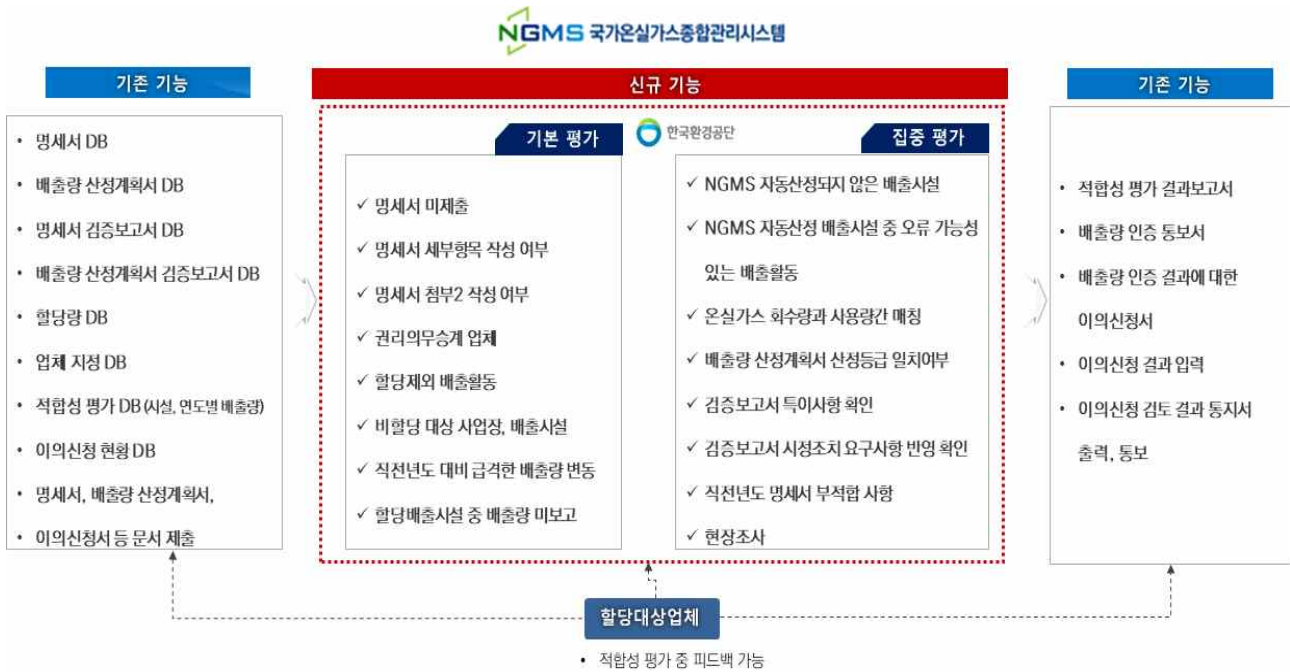 NGMS 국가온실가스종합관리시스템
기존 기능
• 명세서 DB
• 배출량 산정계획서 DB
• 명세서 검증보고서 DB
• 배출량 산정계획서 검증보고서 DB
• 할당량 DB
• 업체 지정 DB
• 적합성 평가 DB (시설, 연도별 배출량)
• 이의신청 현황 DB
• 명세서, 배출량 산정계획서,
• 이의신청서 등 문서 제출
신규 기능
기본 평가
✓ 명세서 미제출
✓ 명세서 세부항목 작성 여부
✓ 명세서 첨부2 작성 여부
✓ 권리의무승계 업체
✓ 할당제외 배출활동
✓ 비할당 대상 사업장, 배출시설
✓ 직전년도 대비 급격한 배출량 변동
✓ 할당배출시설 중 배출량 미보고
한국환경공단
집중 평가
✓ NGMS 자동산정되지 않은 배출시설
✓ NGMS 자동산정 배출시설 중 오류 가능성
있는 배출활동
✓ 온실가스 회수량과 사용량간 매칭
✓ 배출량 산정계획서 산정등급 일치여부
✓ 검증보고서 특이사항 확인
✓ 검증보고서 시정조치 요구사항 반영 확인
✓ 직전년도 명세서 부적합 사항
✓ 현장조사
기존 기능
• 적합성 평가 결과보고서
• 배출량 인증 통보서
• 배출량 인증 결과에 대한
이의신청서
• 이의신청 결과 입력
• 이의신청 검토 결과 통지서
출력, 통보
할당대상업체
• 적합성 평가 중 피드백 가능